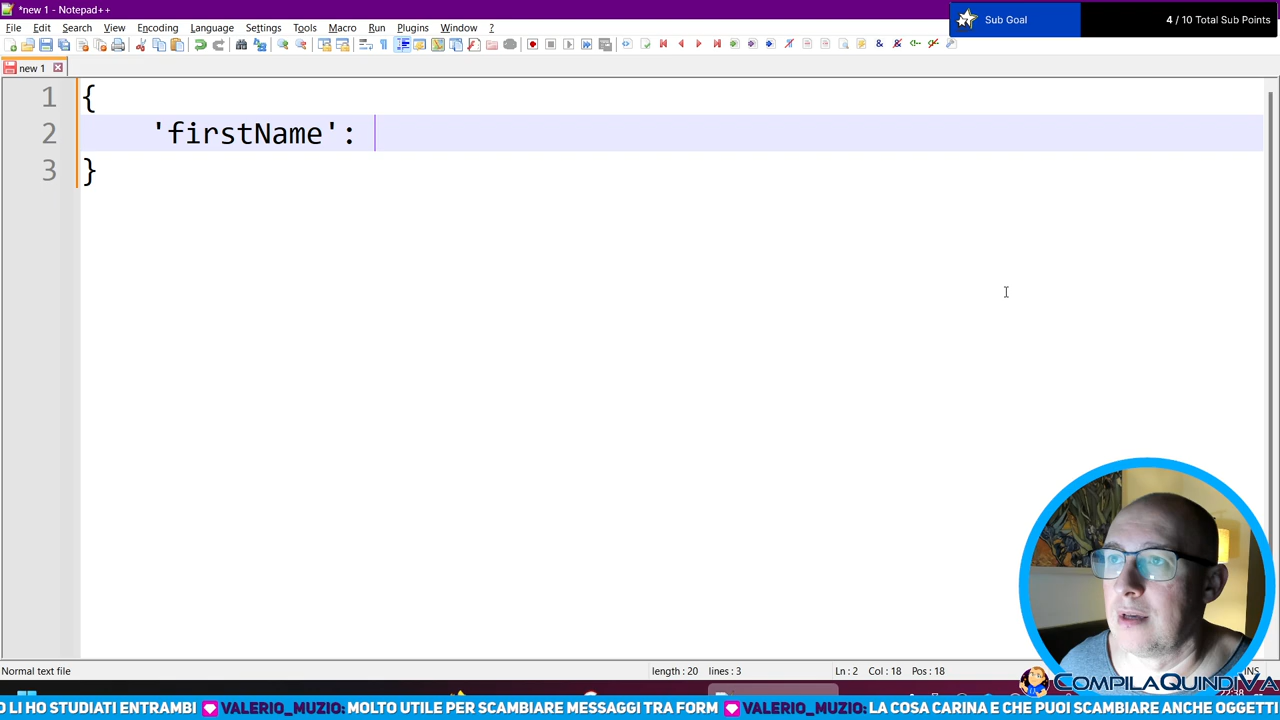 *new 1 - Notepad++
Sub Goal
4 / 10 Total Sub Points
File Edit Search View Encoding Language Settings Tools Macro Run Plugins Window ?
new 1
1 {
2 'firstName':
3 }
Normal text file
length : 20 lines : 3
Ln : 2 Col : 18 Pos : 18
INS
COMPILAQUINDIVA
O LI HO STUDIATI ENTRAMBI VALERIO_MUZIO: MOLTO UTILE PER SCAMBIARE MESSAGGI TRA FORM VALERIO_MUZIO: LA COSA CARINA E CHE PUOI SCAMBIARE ANCHE OGGETTI